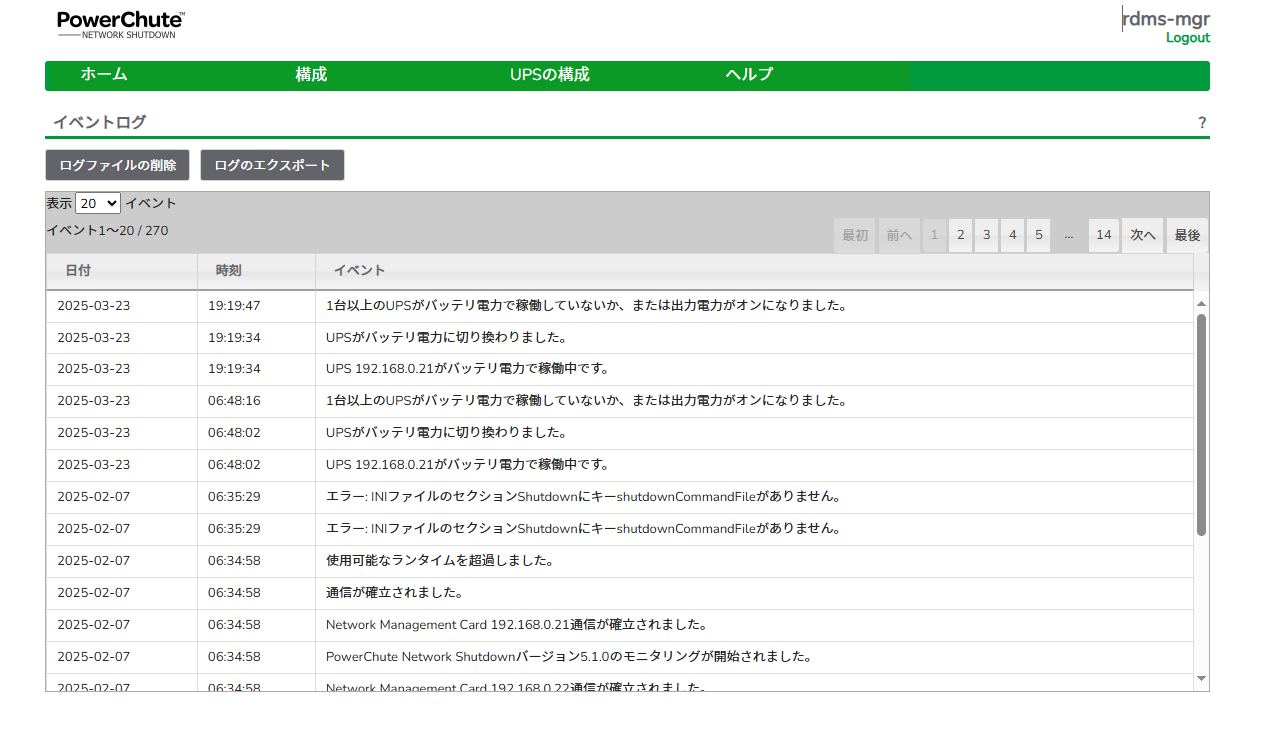 PowerChute™
NETWORK SHUTDOWN
rdms-mgr
Logout
ホーム 構成 UPSの構成 ヘルプ
イベントログ ?
ログファイルの削除 ログのエクスポート
表示 20 イベント
イベント1～20 / 270 最初 前へ 1 2 3 4 5 … 14 次へ 最後
日付 時刻 イベント
2025-03-23 19:19:47 1台以上のUPSがバッテリ電力で稼働していないか、または出力電力がオンになりました。
2025-03-23 19:19:34 UPSがバッテリ電力に切り換わりました。
2025-03-23 19:19:34 UPS 192.168.0.21がバッテリ電力で稼働中です。
2025-03-23 06:48:16 1台以上のUPSがバッテリ電力で稼働していないか、または出力電力がオンになりました。
2025-03-23 06:48:02 UPSがバッテリ電力に切り換わりました。
2025-03-23 06:48:02 UPS 192.168.0.21がバッテリ電力で稼働中です。
2025-02-07 06:35:29 エラー: INIファイルのセクションShutdownにキーshutdownCommandFileがありません。
2025-02-07 06:35:29 エラー: INIファイルのセクションShutdownにキーshutdownCommandFileがありません。
2025-02-07 06:34:58 使用可能なランタイムを超過しました。
2025-02-07 06:34:58 通信が確立されました。
2025-02-07 06:34:58 Network Management Card 192.168.0.21通信が確立されました。
2025-02-07 06:34:58 PowerChute Network Shutdownバージョン5.1.0のモニタリングが開始されました。
2025-02-07 06:34:58 Network Management Card 192.168.0.22通信が確立されました。